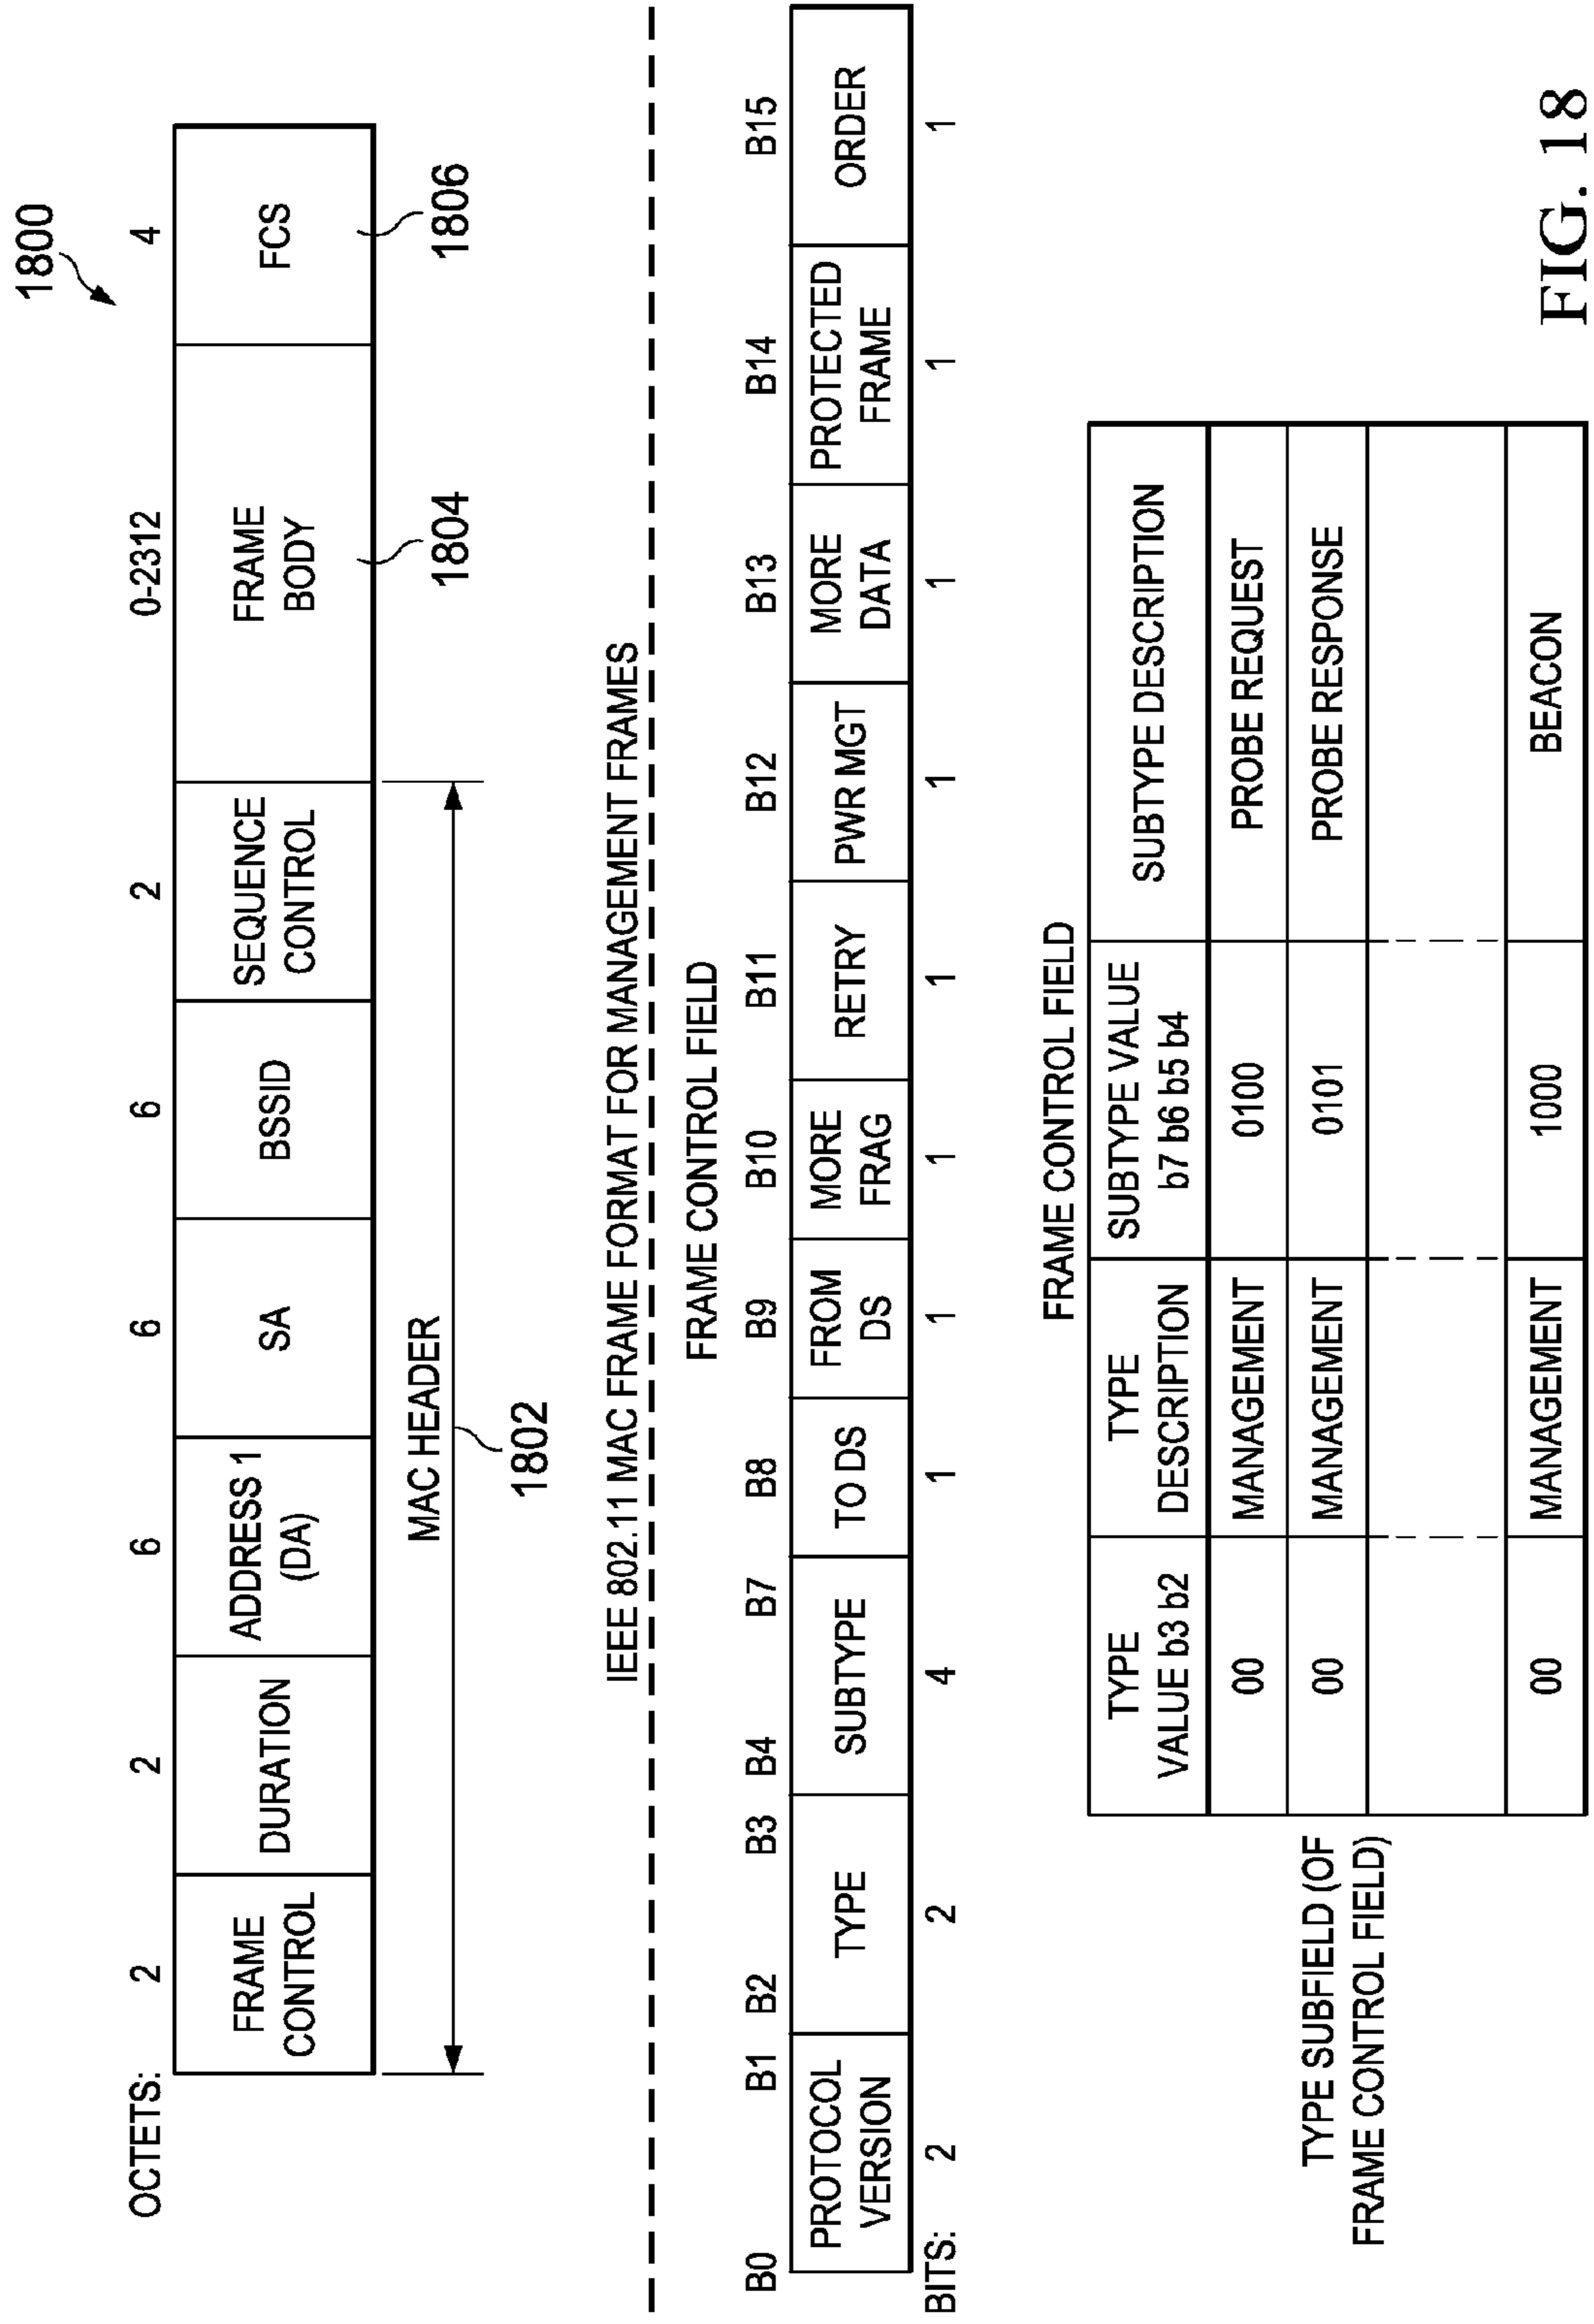 1800
OCTETS: 2 2 6 6 6 2 0-2312 4
FRAME CONTROL
DURATION
ADDRESS 1 (DA)
SA
BSSID
SEQUENCE CONTROL
FRAME BODY
FCS
MAC HEADER
1802
1804
1806
IEEE 802.11 MAC FRAME FORMAT FOR MANAGEMENT FRAMES
FRAME CONTROL FIELD
B0 B1 B2 B3 B4 B7 B8 B9 B10 B11 B12 B13 B14 B15
PROTOCOL VERSION
TYPE
SUBTYPE
TO DS
FROM DS
MORE FRAG
RETRY
PWR MGT
MORE DATA
PROTECTED FRAME
ORDER
BITS: 2 2 4 1 1 1 1 1 1 1 1
FRAME CONTROL FIELD
TYPE SUBFIELD (OF
FRAME CONTROL FIELD)
TYPE VALUE b3 b2
TYPE DESCRIPTION
SUBTYPE VALUE b7 b6 b5 b4
SUBTYPE DESCRIPTION
00 MANAGEMENT 0100 PROBE REQUEST
00 MANAGEMENT 0101 PROBE RESPONSE
00 MANAGEMENT 1000 BEACON
FIG. 18